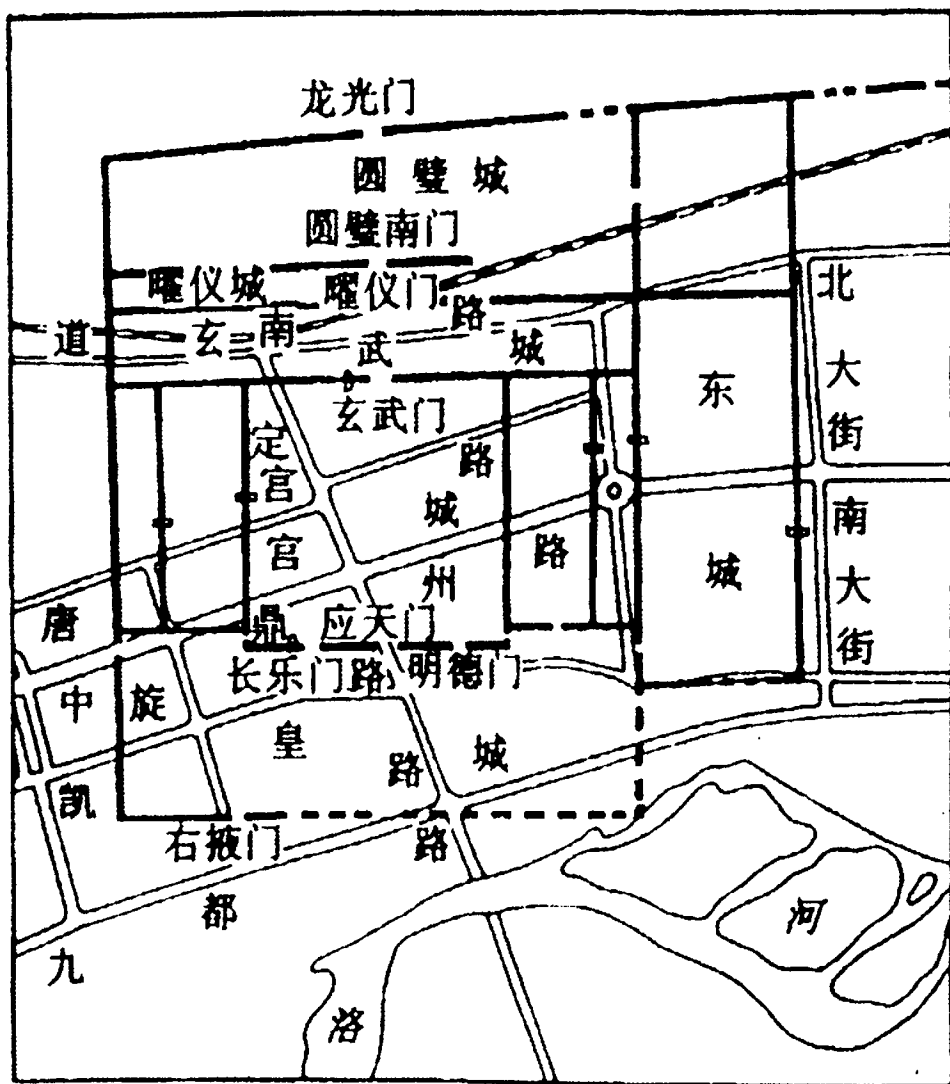 龙光门
圆璧城
圆璧南门
曜仪城
曜仪门
道南路
玄武城
玄武门
东城
北大街
南大街
定鼎路
宫城
宫
唐宫路
中州路
应天门
长乐门
明德门
皇城
右掖门
凯旋路
九都路
洛河